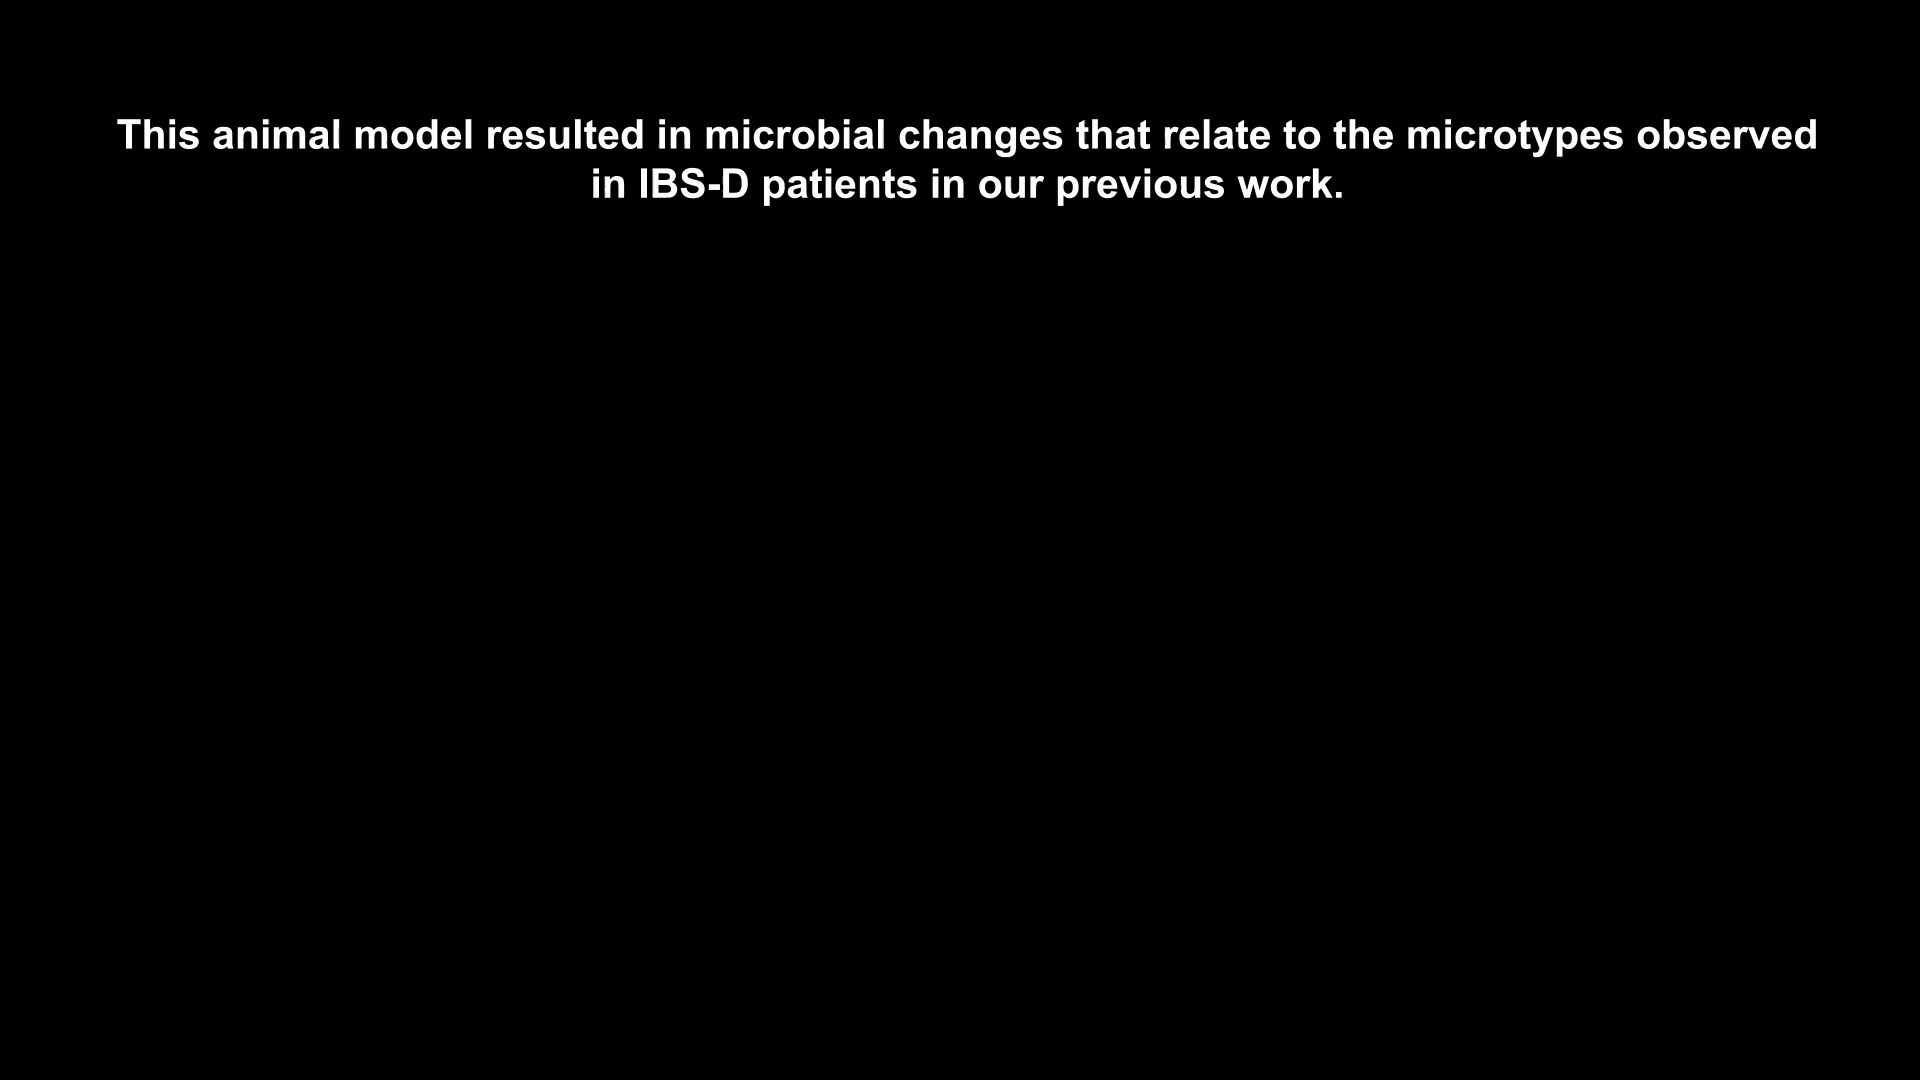 This animal model resulted in microbial changes that relate to the microtypes observed
in IBS-D patients in our previous work.